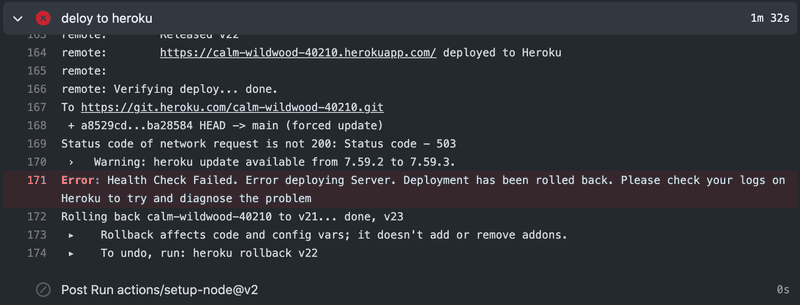 deloy to heroku
1m 32s
163 remote: Released v22
164 remote: https://calm-wildwood-40210.herokuapp.com/ deployed to Heroku
165 remote:
166 remote: Verifying deploy... done.
167 To https://git.heroku.com/calm-wildwood-40210.git
168 + a8529cd...ba28584 HEAD -> main (forced update)
169 Status code of network request is not 200: Status code - 503
170 › Warning: heroku update available from 7.59.2 to 7.59.3.
171 Error: Health Check Failed. Error deploying Server. Deployment has been rolled back. Please check your logs on
Heroku to try and diagnose the problem
172 Rolling back calm-wildwood-40210 to v21... done, v23
173 ▸ Rollback affects code and config vars; it doesn't add or remove addons.
174 ▸ To undo, run: heroku rollback v22
Post Run actions/setup-node@v2
0s